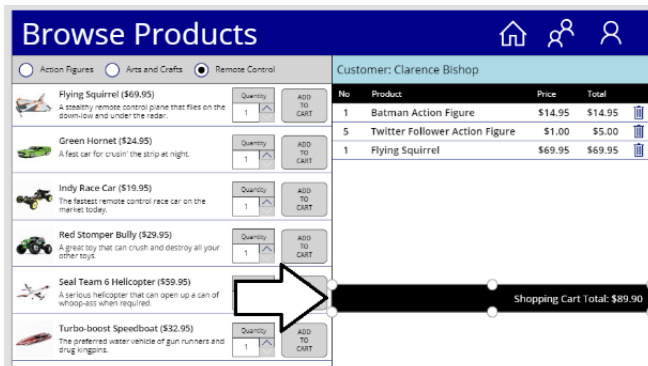 Browse Products
Action Figures
Arts and Crafts
Remote Control
Flying Squirrel ($69.95)
A stealthy remote control plane that flies on the
down-low and under the radar.
Quantity
1
ADD
TO
CART
Green Hornet ($24.95)
A fast car for crusin' the strip at night.
Quantity
1
ADD
TO
CART
Indy Race Car ($19.95)
The fastest remote control race car on the
market today.
Quantity
1
ADD
TO
CART
Red Stomper Bully ($29.95)
A great toy that can crush and destroy all your
other toys.
Quantity
1
ADD
TO
CART
Seal Team 6 Helicopter ($59.95)
A serious helicopter that can open up a can of
whoop-ass when required.
Turbo-boost Speedboat ($32.95)
The preferred water vehicle of gun runners and
drug kingpins.
Quantity
1
ADD
TO
CART
Customer: Clarence Bishop
No Product Price Total
1 Batman Action Figure $14.95 $14.95
5 Twitter Follower Action Figure $1.00 $5.00
1 Flying Squirrel $69.95 $69.95
Shopping Cart Total: $89.90